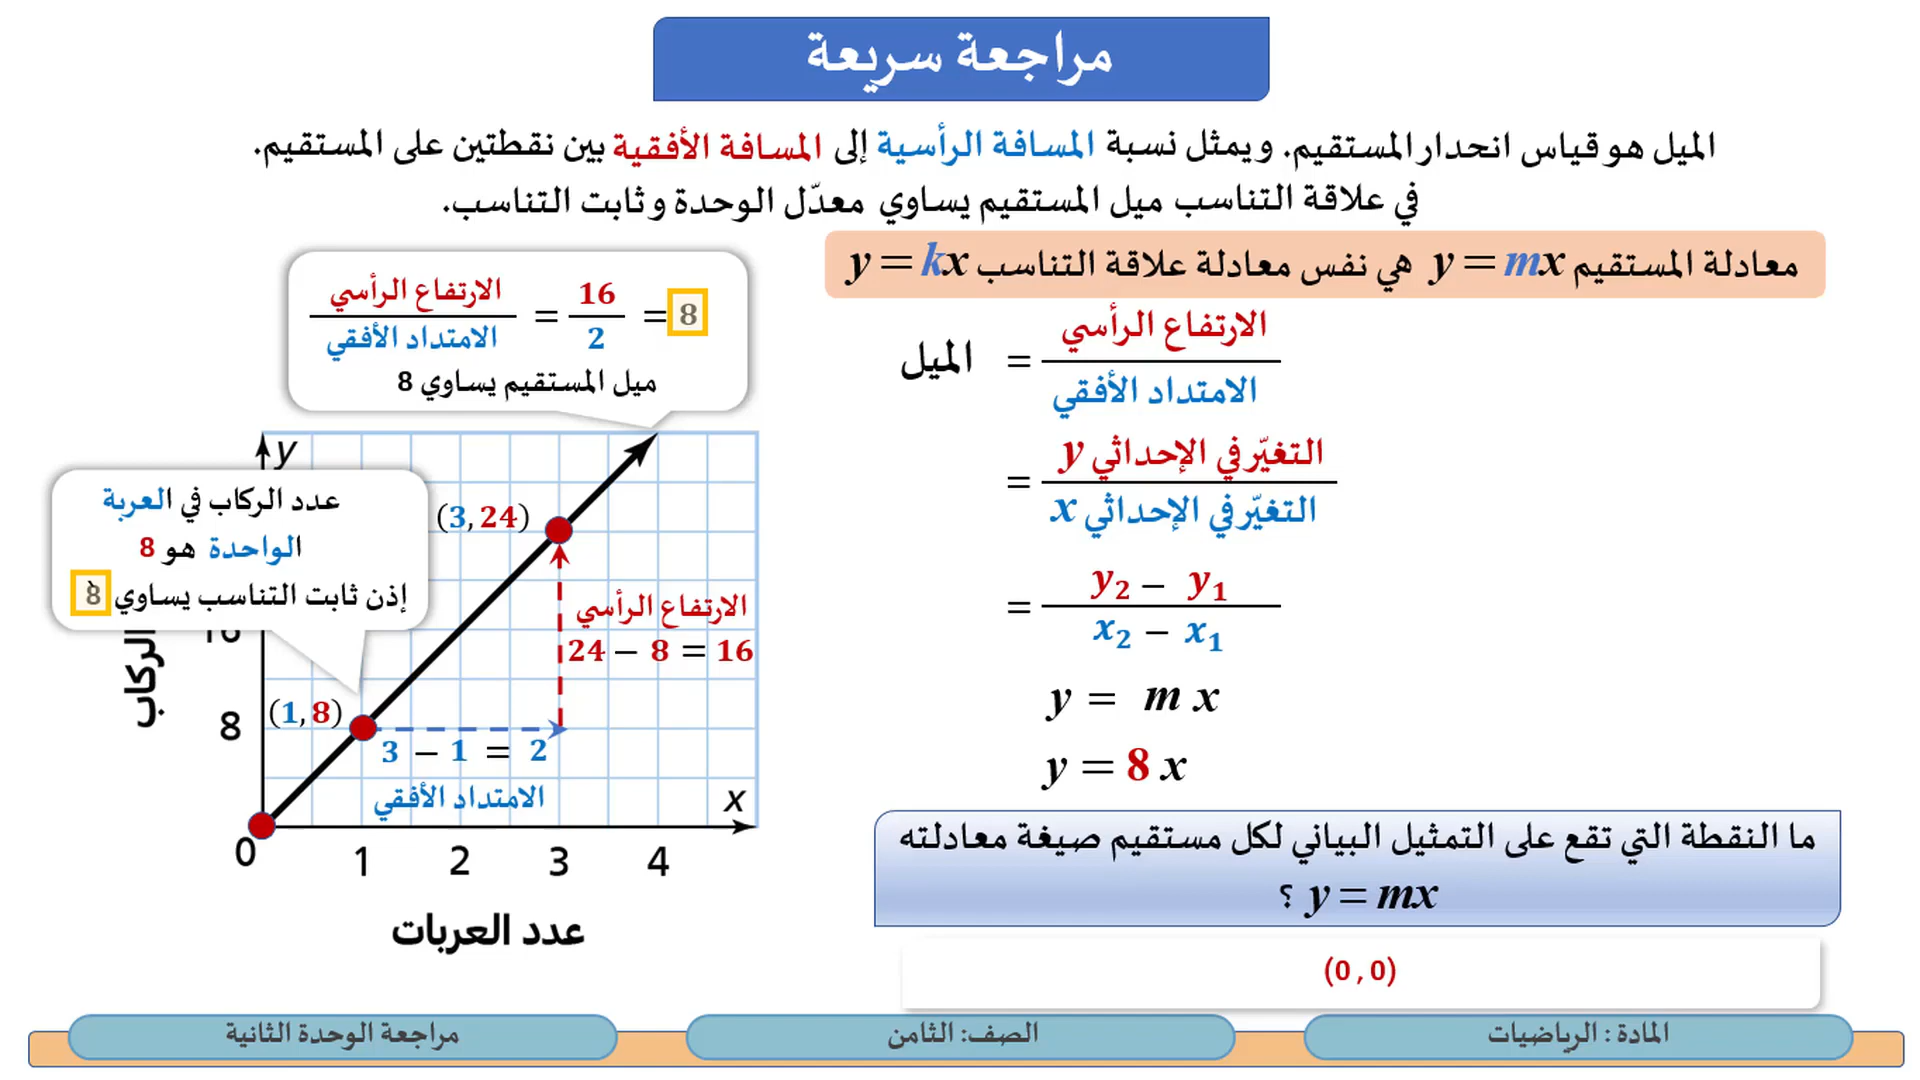 مراجعة سريعة
الميل هو قياس انحدار المستقيم. ويمثل نسبة المسافة الرأسية إلى المسافة الأفقية بين نقطتين على المستقيم.
في علاقة التناسب ميل المستقيم يساوي معدّل الوحدة وثابت التناسب.
معادلة المستقيم y = mx هي نفس معادلة علاقة التناسب y = kx
الميل = الارتفاع الرأسي / الامتداد الأفقي
= التغيّر في الإحداثي y / التغيّر في الإحداثي x
= y₂ − y₁ / x₂ − x₁
y = m x
y = 8 x
ما النقطة التي تقع على التمثيل البياني لكل مستقيم صيغة معادلته
y = mx ؟
(0 , 0)
الارتفاع الرأسي / الامتداد الأفقي = 16 / 2 = 8
ميل المستقيم يساوي 8
y
عدد الركاب في العربة
الواحدة هو 8
إذن ثابت التناسب يساوي 8
(3, 24)
الارتفاع الرأسي
24 − 8 = 16
الركاب
16
8
(1, 8)
3 − 1 = 2
الامتداد الأفقي
x
0 1 2 3 4
عدد العربات
المادة : الرياضيات
الصف: الثامن
مراجعة الوحدة الثانية